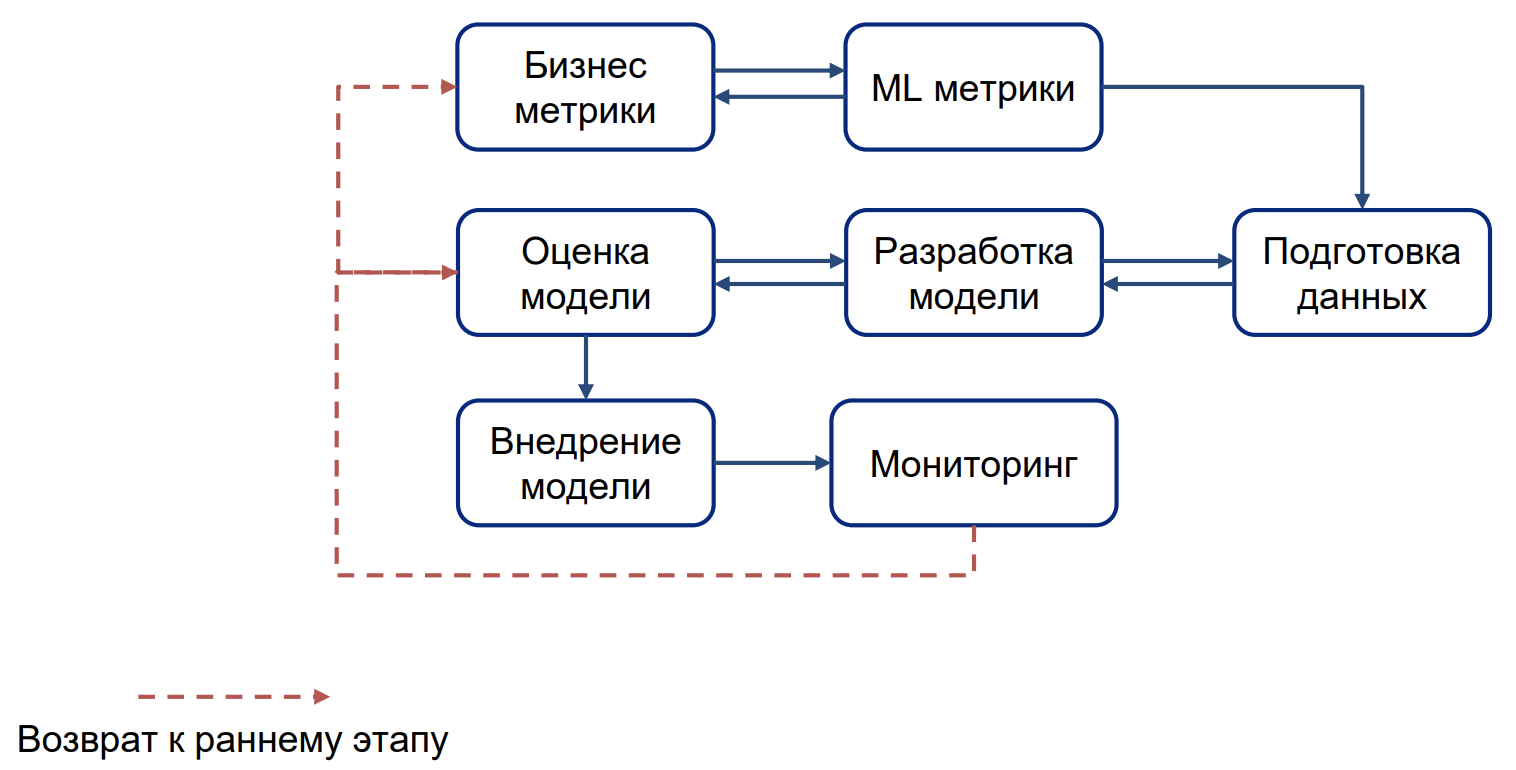 Бизнес
метрики
ML метрики
Оценка
модели
Разработка
модели
Подготовка
данных
Внедрение
модели
Мониторинг
Возврат к раннему этапу